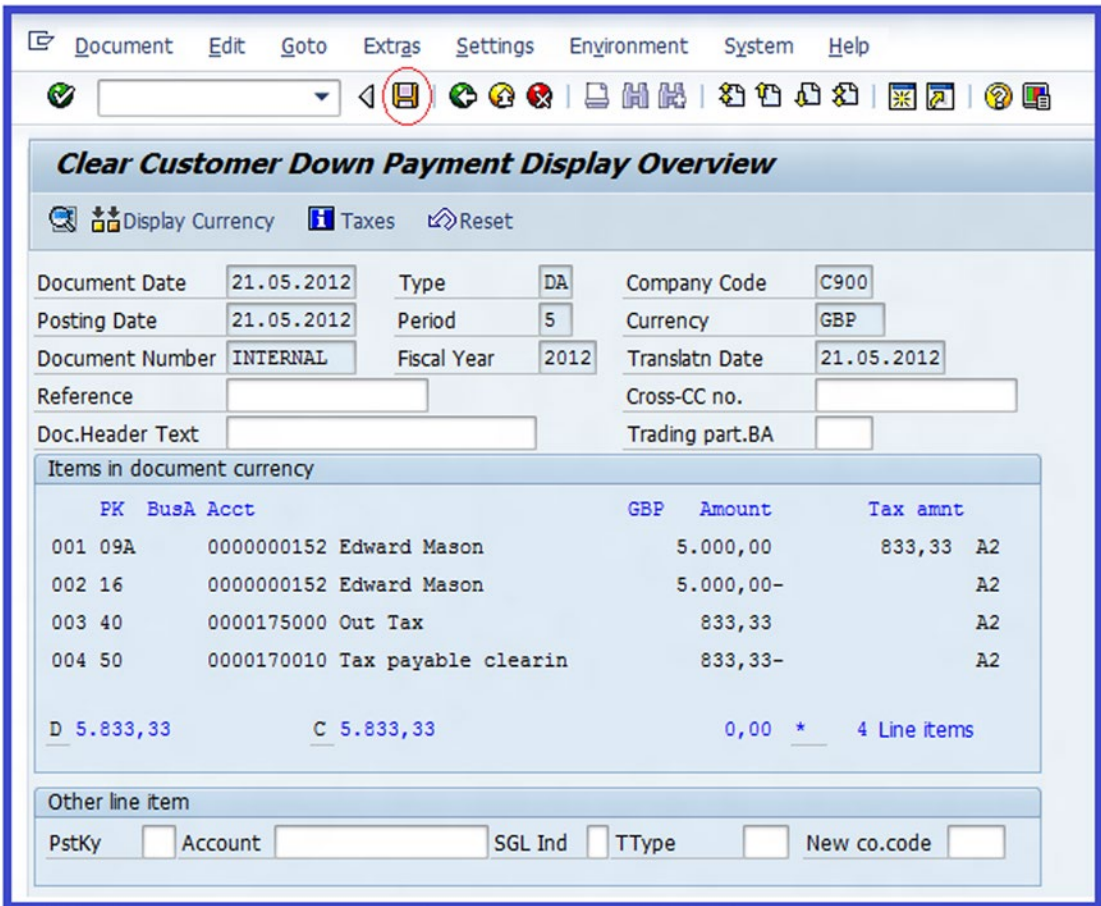 Document Edit Goto Extras Settings Environment System Help
Clear Customer Down Payment Display Overview
Display Currency Taxes Reset
Document Date 21.05.2012 Type DA Company Code C900
Posting Date 21.05.2012 Period 5 Currency GBP
Document Number INTERNAL Fiscal Year 2012 Translatn Date 21.05.2012
Reference Cross-CC no.
Doc.Header Text Trading part.BA
Items in document currency
PK BusA Acct GBP Amount Tax amnt
001 09A 0000000152 Edward Mason 5.000,00 833,33 A2
002 16 0000000152 Edward Mason 5.000,00- A2
003 40 0000175000 Out Tax 833,33 A2
004 50 0000170010 Tax payable clearin 833,33- A2
D 5.833,33 C 5.833,33 0,00 * 4 Line items
Other line item
PstKy Account SGL Ind TType New co.code